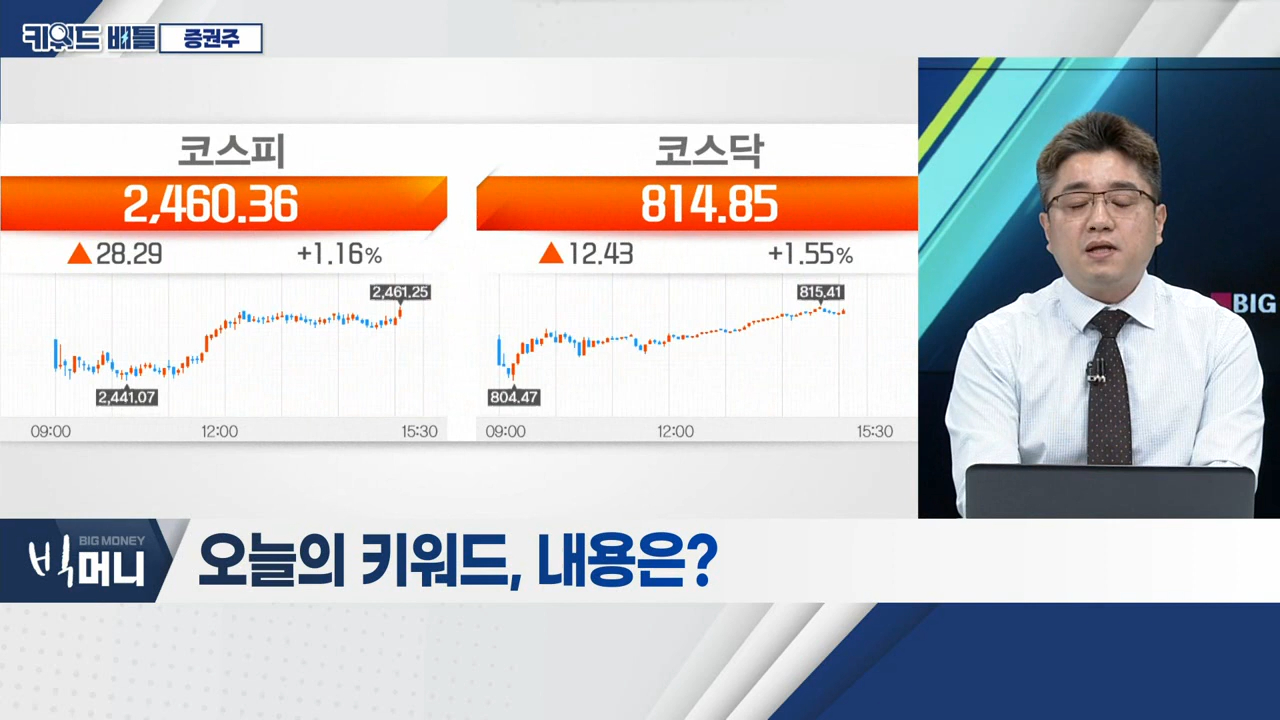 키워드 배틀 증권주
코스피
2,460.36
▲28.29 +1.16%
2,461.25
2,441.07
09:00 12:00 15:30
코스닥
814.85
▲12.43 +1.55%
815.41
804.47
09:00 12:00 15:30
BIG
BIG MONEY
빅머니
오늘의 키워드, 내용은?